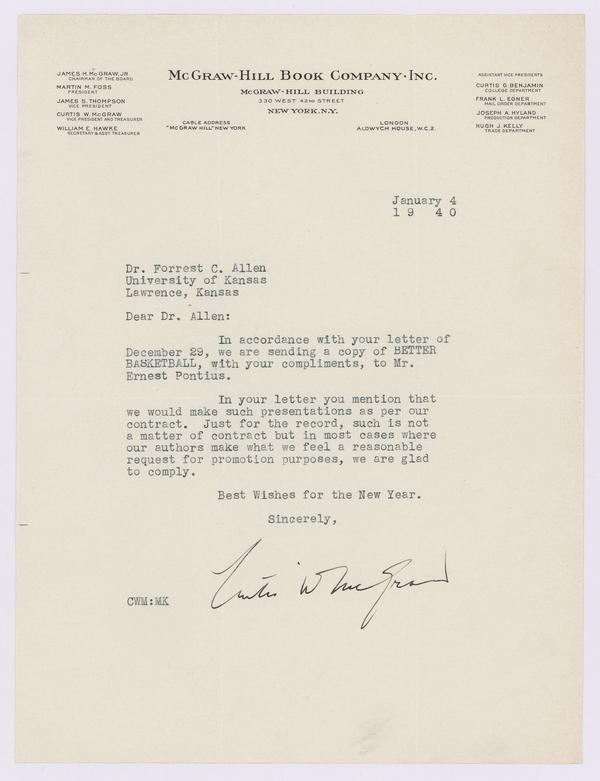 JAMES H. McGRAW, JR.
CHAIRMAN OF THE BOARD
MARTIN M. FOSS
PRESIDENT
JAMES S. THOMPSON
VICE PRESIDENT
CURTIS W. McGRAW
VICE PRESIDENT AND TREASURER
WILLIAM E. HAWKE
SECRETARY & ASST TREASURER
McGRAW-HILL BOOK COMPANY·INC.
McGRAW-HILL BUILDING
330 WEST 42ND STREET
NEW YORK, N.Y.
CABLE ADDRESS
"McGRAW HILL" NEW YORK
LONDON
ALDWYCH HOUSE, W.C.2.
ASSISTANT VICE PRESIDENTS
CURTIS G. BENJAMIN
COLLEGE DEPARTMENT
FRANK L. EGNER
MAIL ORDER DEPARTMENT
JOSEPH A. HYLAND
PRODUCTION DEPARTMENT
HUGH J. KELLY
TRADE DEPARTMENT
January 4
19 40
Dr. Forrest C. Allen
University of Kansas
Lawrence, Kansas
Dear Dr. Allen:
In accordance with your letter of
December 29, we are sending a copy of BETTER
BASKETBALL, with your compliments, to Mr.
Ernest Pontius.
In your letter you mention that
we would make such presentations as per our
contract. Just for the record, such is not
a matter of contract but in most cases where
our authors make what we feel a reasonable
request for promotion purposes, we are glad
to comply.
Best Wishes for the New Year.
Sincerely,
Curtis W McGraw
CWM:MK